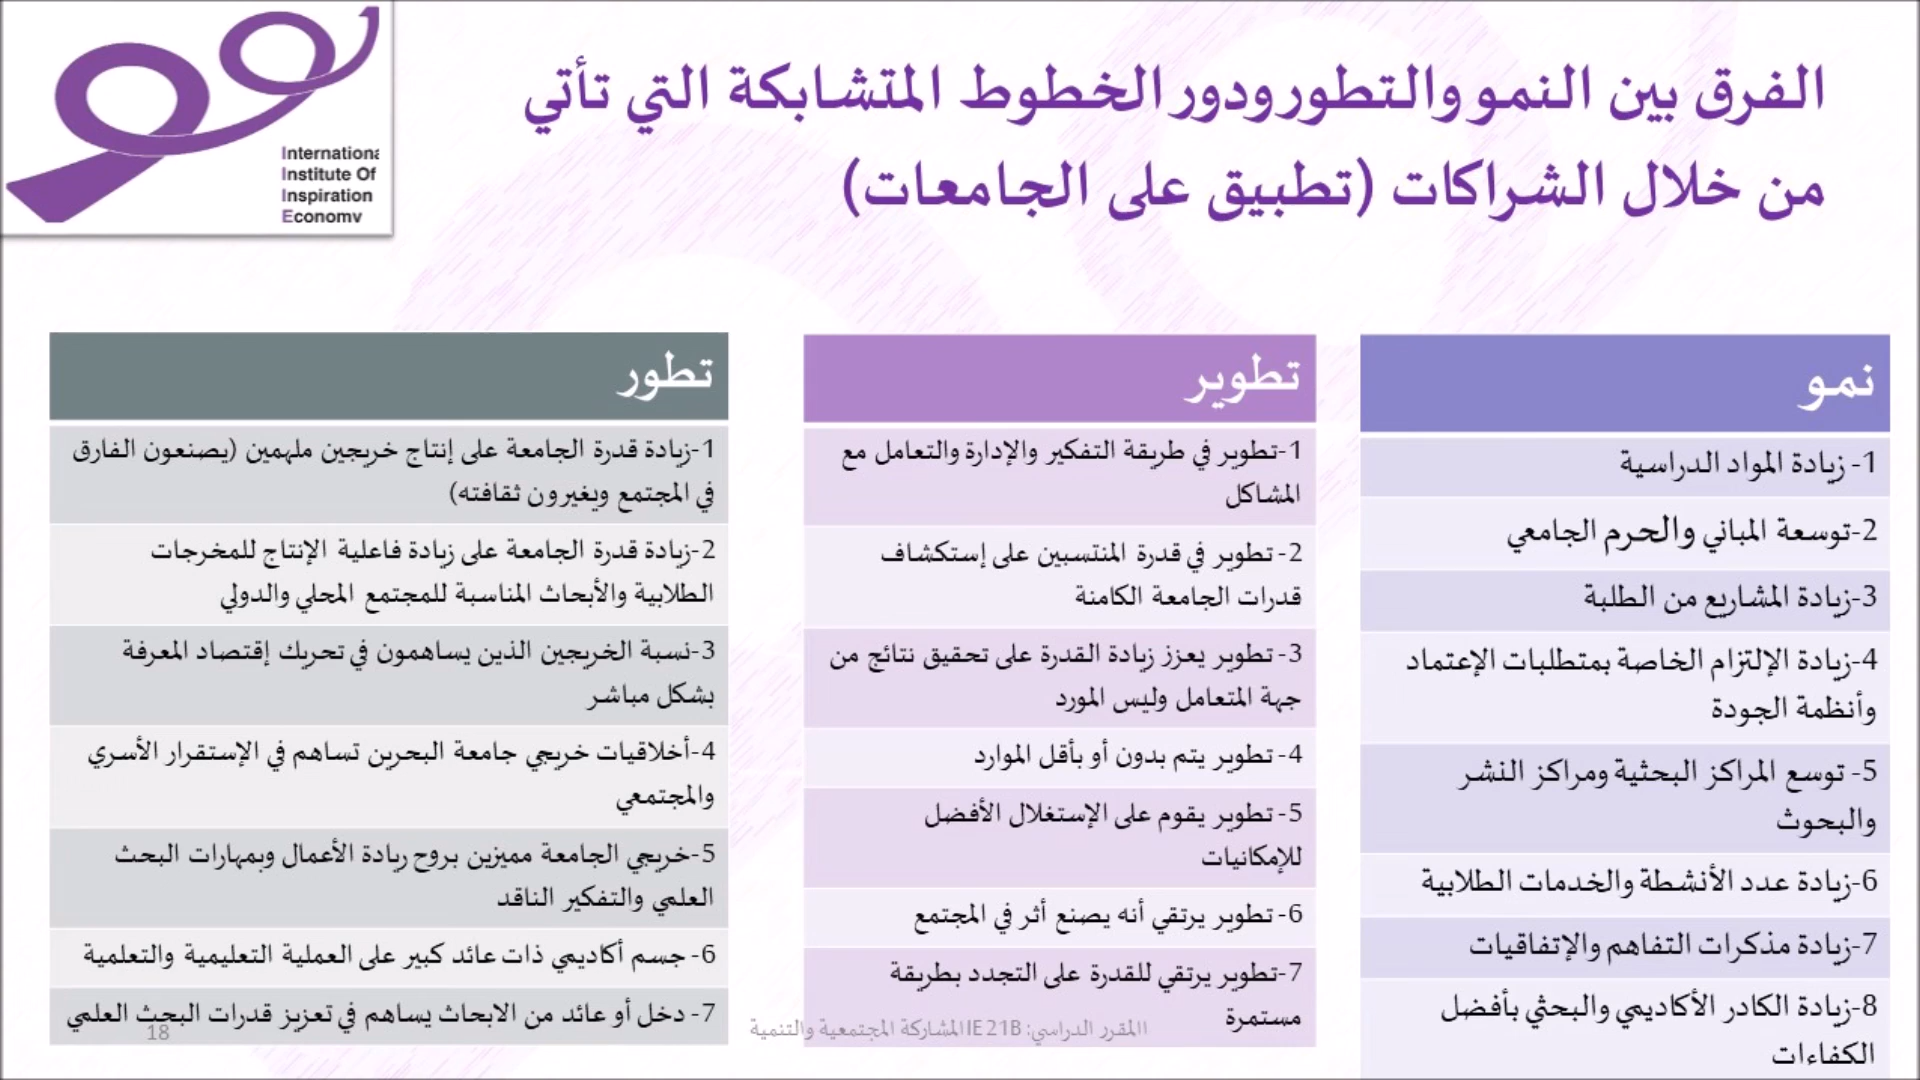 International
Institute Of
Inspiration
Economy
الفرق بين النمو والتطور ودور الخطوط المتشابكة التي تأتي
من خلال الشراكات (تطبيق على الجامعات)
نمو
1- زيادة المواد الدراسية
2-توسعة المباني والحرم الجامعي
3-زيادة المشاريع من الطلبة
4-زيادة الإلتزام الخاصة بمتطلبات الإعتماد
وأنظمة الجودة
5- توسع المراكز البحثية ومراكز النشر
والبحوث
6-زيادة عدد الأنشطة والخدمات الطلابية
7-زيادة مذكرات التفاهم والإتفاقيات
8-زيادة الكادر الأكاديمي والبحثي بأفضل
الكفاءات
تطوير
1-تطوير في طريقة التفكير والإدارة والتعامل مع
المشاكل
2- تطوير في قدرة المنتسبين على إستكشاف
قدرات الجامعة الكامنة
3- تطوير يعزز زيادة القدرة على تحقيق نتائج من
جهة المتعامل وليس المورد
4- تطوير يتم بدون أو بأقل الموارد
5- تطوير يقوم على الإستغلال الأفضل
للإمكانيات
6- تطوير يرتقي أنه يصنع أثر في المجتمع
7-تطوير يرتقي للقدرة على التجدد بطريقة
مستمرة
تطور
1-زيادة قدرة الجامعة على إنتاج خريجين ملهمين (يصنعون الفارق
في المجتمع ويغيرون ثقافته)
2-زيادة قدرة الجامعة على زيادة فاعلية الإنتاج للمخرجات
الطلابية والأبحاث المناسبة للمجتمع المحلي والدولي
3-نسبة الخريجين الذين يساهمون في تحريك إقتصاد المعرفة
بشكل مباشر
4-أخلاقيات خريجي جامعة البحرين تساهم في الإستقرار الأسري
والمجتمعي
5-خريجي الجامعة مميزين بروح ريادة الأعمال وبمهارات البحث
العلمي والتفكير الناقد
6- جسم أكاديمي ذات عائد كبير على العملية التعليمية والتعلمية
7- دخل أو عائد من الابحاث يساهم في تعزيز قدرات البحث العلمي
االمقرر الدراسي: IE 21B المشاركة المجتمعية والتنمية
18